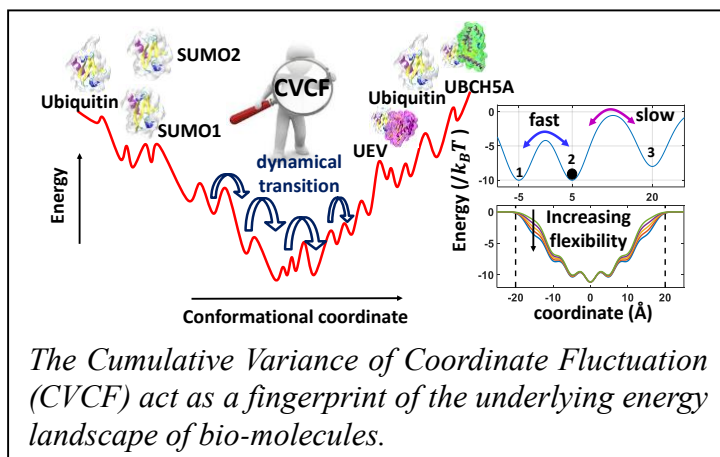 SUMO2
Ubiquitin
SUMO1
CVCF
dynamical
transition
Ubiquitin
UBCH5A
UEV
Energy
Conformational coordinate
fast
slow
1
2
3
0
-5
-10
-5
5
20
Energy (/k_BT)
Increasing
flexibility
0
-5
-10
-20
-10
0
10
20
coordinate (Å)
The Cumulative Variance of Coordinate Fluctuation
(CVCF) act as a fingerprint of the underlying energy
landscape of bio-molecules.